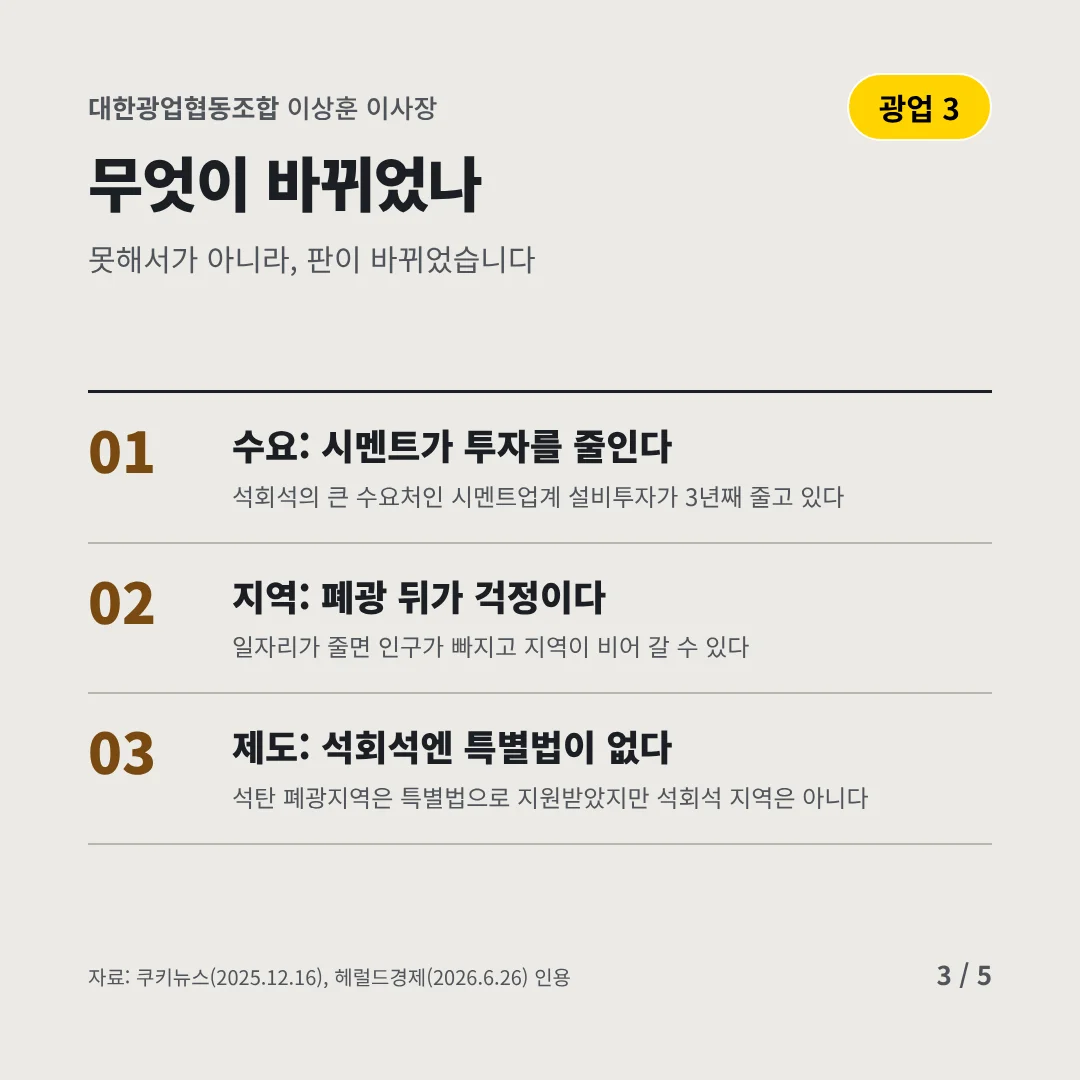 대한광업협동조합 이상훈 이사장
광업 3
무엇이 바뀌었나
못해서가 아니라, 판이 바뀌었습니다
01
수요: 시멘트가 투자를 줄인다
석회석의 큰 수요처인 시멘트업계 설비투자가 3년째 줄고 있다
02
지역: 폐광 뒤가 걱정이다
일자리가 줄면 인구가 빠지고 지역이 비어 갈 수 있다
03
제도: 석회석엔 특별법이 없다
석탄 폐광지역은 특별법으로 지원받았지만 석회석 지역은 아니다
자료: 쿠키뉴스(2025.12.16), 헤럴드경제(2026.6.26) 인용
3 / 5